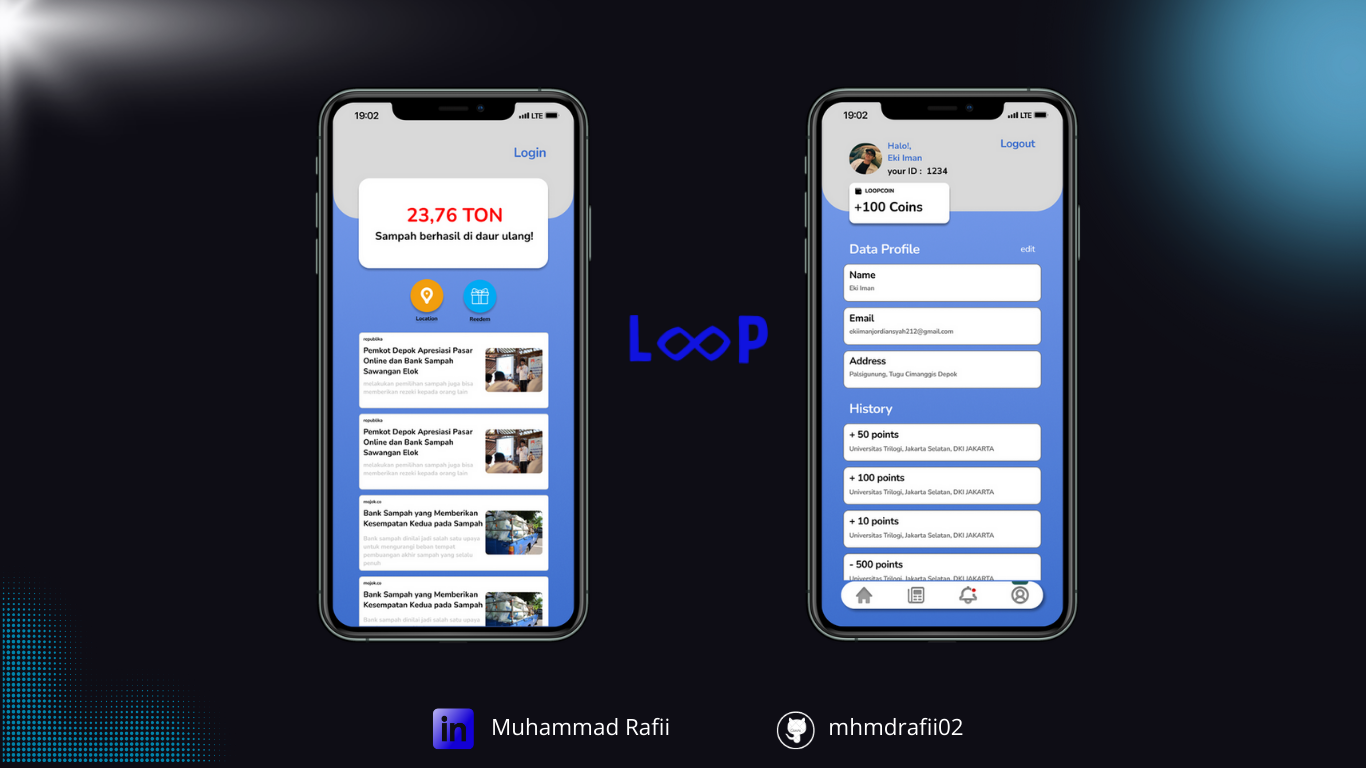 19:02
LTE
Login
23,76 TON
Sampah berhasil di daur ulang!
Location
Reedem
republika
Pemkot Depok Apresiasi Pasar
Online dan Bank Sampah
Sawangan Elok
melakukan pemilihan sampah juga bisa
memberikan rezeki kepada orang lain
republika
Pemkot Depok Apresiasi Pasar
Online dan Bank Sampah
Sawangan Elok
melakukan pemilihan sampah juga bisa
memberikan rezeki kepada orang lain
mojok.co
Bank Sampah yang Memberikan
Kesempatan Kedua pada Sampah
Bank sampah dinilai jadi salah satu upaya
untuk mengurangi beban tempat
pembuangan akhir sampah yang selalu
penuh
mojok.co
Bank Sampah yang Memberikan
Kesempatan Kedua pada Sampah
Bank sampah dinilai jadi salah satu upaya
LOOP
19:02
LTE
Logout
Halo!,
Eki Iman
your ID : 1234
LOOPCOIN
+100 Coins
Data Profile
edit
Name
Eki Iman
Email
ekiimanjordiansyah212@gmail.com
Address
Palsigunung, Tugu Cimanggis Depok
History
+ 50 points
Universitas Trilogi, Jakarta Selatan, DKI JAKARTA
+ 100 points
Universitas Trilogi, Jakarta Selatan, DKI JAKARTA
+ 10 points
Universitas Trilogi, Jakarta Selatan, DKI JAKARTA
- 500 points
Universitas Trilogi, Jakarta Selatan, DKI JAKARTA
in
Muhammad Rafii
mhmdrafii02